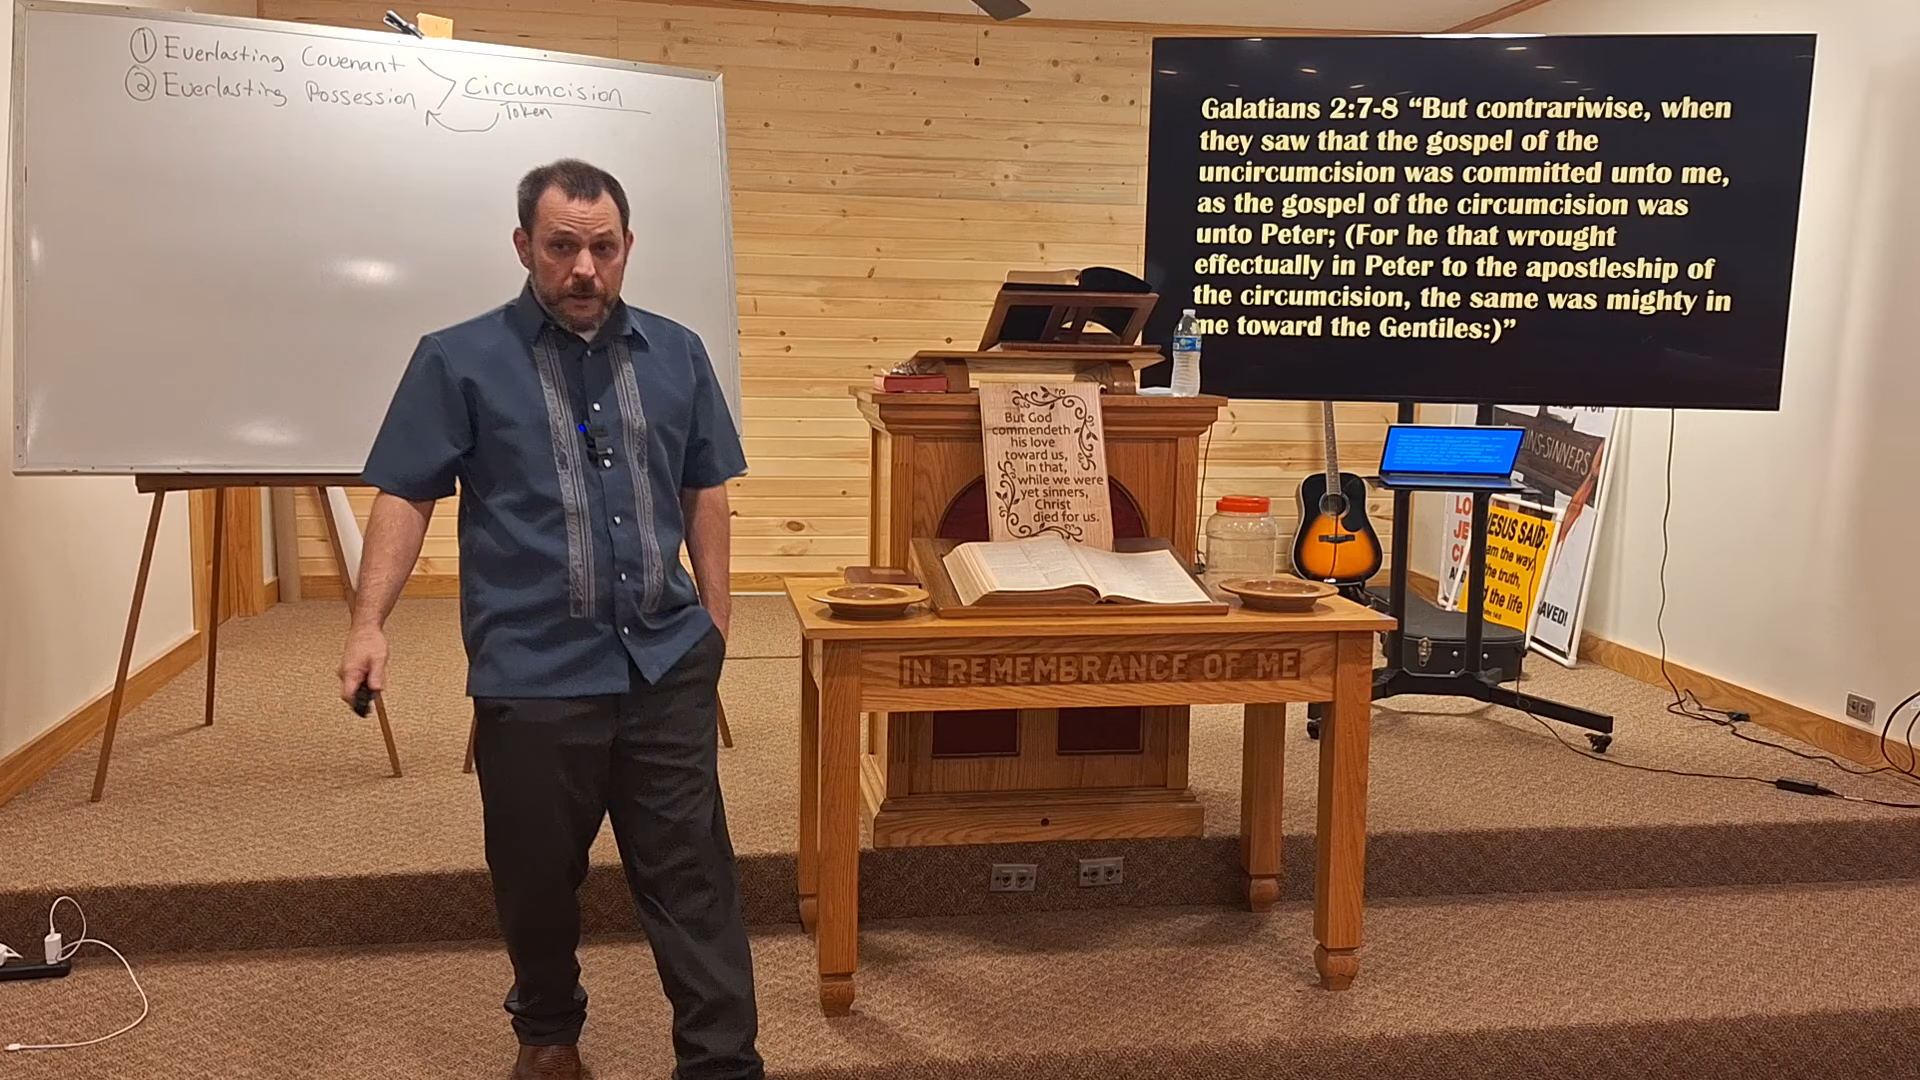 ① Everlasting Covenant
② Everlasting Possession
Circumcision
Token
Galatians 2:7-8 “But contrariwise, when
they saw that the gospel of the
uncircumcision was committed unto me,
as the gospel of the circumcision was
unto Peter; (For he that wrought
effectually in Peter to the apostleship of
the circumcision, the same was mighty in
me toward the Gentiles:)”
But God
commendeth
his love
toward us,
in that,
while we were
yet sinners,
Christ
died for us.
IN REMEMBRANCE OF ME
SINNERS
LO
JE
C
JESUS SAID:
am the way,
the truth,
d the life
AVED!